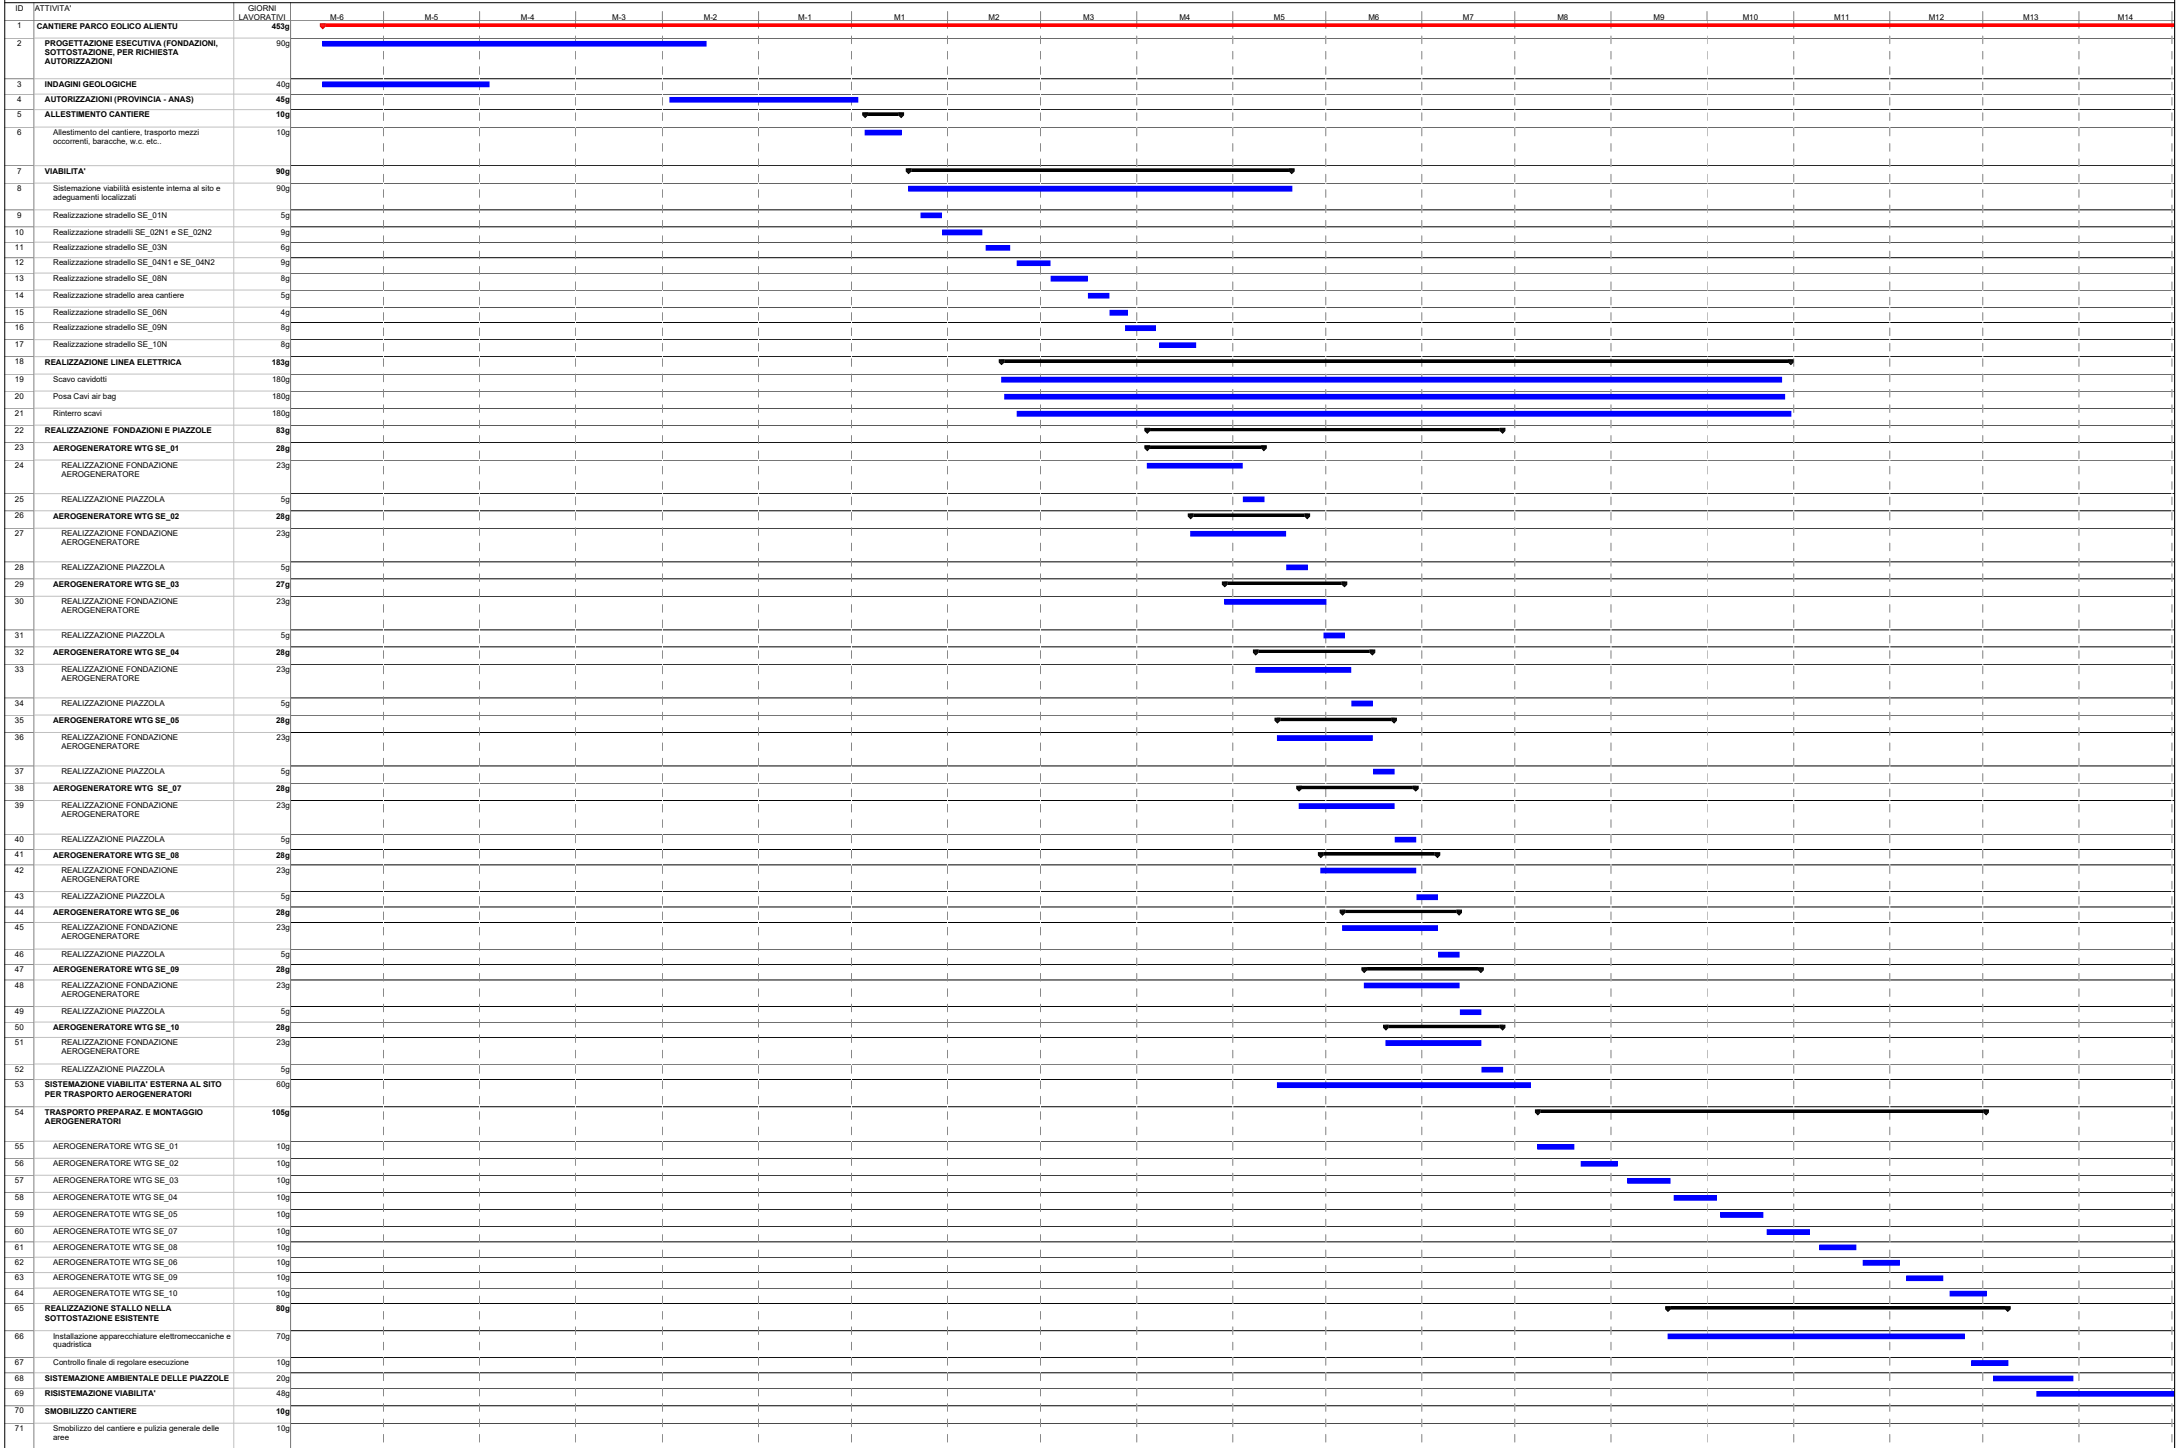 ID ATTIVITA' GIORNI
LAVORATIVI M-6 M-5 M-4 M-3 M-2 M-1 M1 M2 M3 M4 M5 M6 M7 M8 M9 M10 M11 M12 M13 M14
1 CANTIERE PARCO EOLICO ALIENTU 453g
2 PROGETTAZIONE ESECUTIVA (FONDAZIONI, 90g
SOTTOSTAZIONE, PER RICHIESTA
AUTORIZZAZIONI
3 INDAGINI GEOLOGICHE 40g
4 AUTORIZZAZIONI (PROVINCIA - ANAS) 45g
5 ALLESTIMENTO CANTIERE 10g
6 Allestimento del cantiere, trasporto mezzi 10g
occorrenti, baracche, w.c. etc..
7 VIABILITA' 90g
8 Sistemazione viabilità esistente interna al sito e 90g
adeguamenti localizzati
9 Realizzazione stradello SE_01N 5g
10 Realizzazione stradelli SE_02N1 e SE_02N2 9g
11 Realizzazione stradello SE_03N 6g
12 Realizzazione stradello SE_04N1 e SE_04N2 9g
13 Realizzazione stradello SE_08N 8g
14 Realizzazione stradello area cantiere 5g
15 Realizzazione stradello SE_06N 4g
16 Realizzazione stradello SE_09N 8g
17 Realizzazione stradello SE_10N 8g
18 REALIZZAZIONE LINEA ELETTRICA 183g
19 Scavo cavidotti 180g
20 Posa Cavi air bag 180g
21 Rinterro scavi 180g
22 REALIZZAZIONE FONDAZIONI E PIAZZOLE 83g
23 AEROGENERATORE WTG SE_01 28g
24 REALIZZAZIONE FONDAZIONE 23g
AEROGENERATORE
25 REALIZZAZIONE PIAZZOLA 5g
26 AEROGENERATORE WTG SE_02 28g
27 REALIZZAZIONE FONDAZIONE 23g
AEROGENERATORE
28 REALIZZAZIONE PIAZZOLA 5g
29 AEROGENERATORE WTG SE_03 27g
30 REALIZZAZIONE FONDAZIONE 23g
AEROGENERATORE
31 REALIZZAZIONE PIAZZOLA 5g
32 AEROGENERATORE WTG SE_04 28g
33 REALIZZAZIONE FONDAZIONE 23g
AEROGENERATORE
34 REALIZZAZIONE PIAZZOLA 5g
35 AEROGENERATORE WTG SE_05 28g
36 REALIZZAZIONE FONDAZIONE 23g
AEROGENERATORE
37 REALIZZAZIONE PIAZZOLA 5g
38 AEROGENERATORE WTG SE_07 28g
39 REALIZZAZIONE FONDAZIONE 23g
AEROGENERATORE
40 REALIZZAZIONE PIAZZOLA 5g
41 AEROGENERATORE WTG SE_08 28g
42 REALIZZAZIONE FONDAZIONE 23g
AEROGENERATORE
43 REALIZZAZIONE PIAZZOLA 5g
44 AEROGENERATORE WTG SE_06 28g
45 REALIZZAZIONE FONDAZIONE 23g
AEROGENERATORE
46 REALIZZAZIONE PIAZZOLA 5g
47 AEROGENERATORE WTG SE_09 28g
48 REALIZZAZIONE FONDAZIONE 23g
AEROGENERATORE
49 REALIZZAZIONE PIAZZOLA 5g
50 AEROGENERATORE WTG SE_10 28g
51 REALIZZAZIONE FONDAZIONE 23g
AEROGENERATORE
52 REALIZZAZIONE PIAZZOLA 5g
53 SISTEMAZIONE VIABILITA' ESTERNA AL SITO 60g
PER TRASPORTO AEROGENERATORI
54 TRASPORTO PREPARAZ. E MONTAGGIO 105g
AEROGENERATORI
55 AEROGENERATORE WTG SE_01 10g
56 AEROGENERATORE WTG SE_02 10g
57 AEROGENERATORE WTG SE_03 10g
58 AEROGENERATOTE WTG SE_04 10g
59 AEROGENERATOTE WTG SE_05 10g
60 AEROGENERATOTE WTG SE_07 10g
61 AEROGENERATOTE WTG SE_08 10g
62 AEROGENERATOTE WTG SE_06 10g
63 AEROGENERATOTE WTG SE_09 10g
64 AEROGENERATOTE WTG SE_10 10g
65 REALIZZAZIONE STALLO NELLA 80g
SOTTOSTAZIONE ESISTENTE
66 Installazione apparecchiature elettromeccaniche e 70g
quadristica
67 Controllo finale di regolare esecuzione 10g
68 SISTEMAZIONE AMBIENTALE DELLE PIAZZOLE 20g
69 RISISTEMAZIONE VIABILITA' 48g
70 SMOBILIZZO CANTIERE 10g
71 Smobilizzo del cantiere e pulizia generale delle 10g
aree